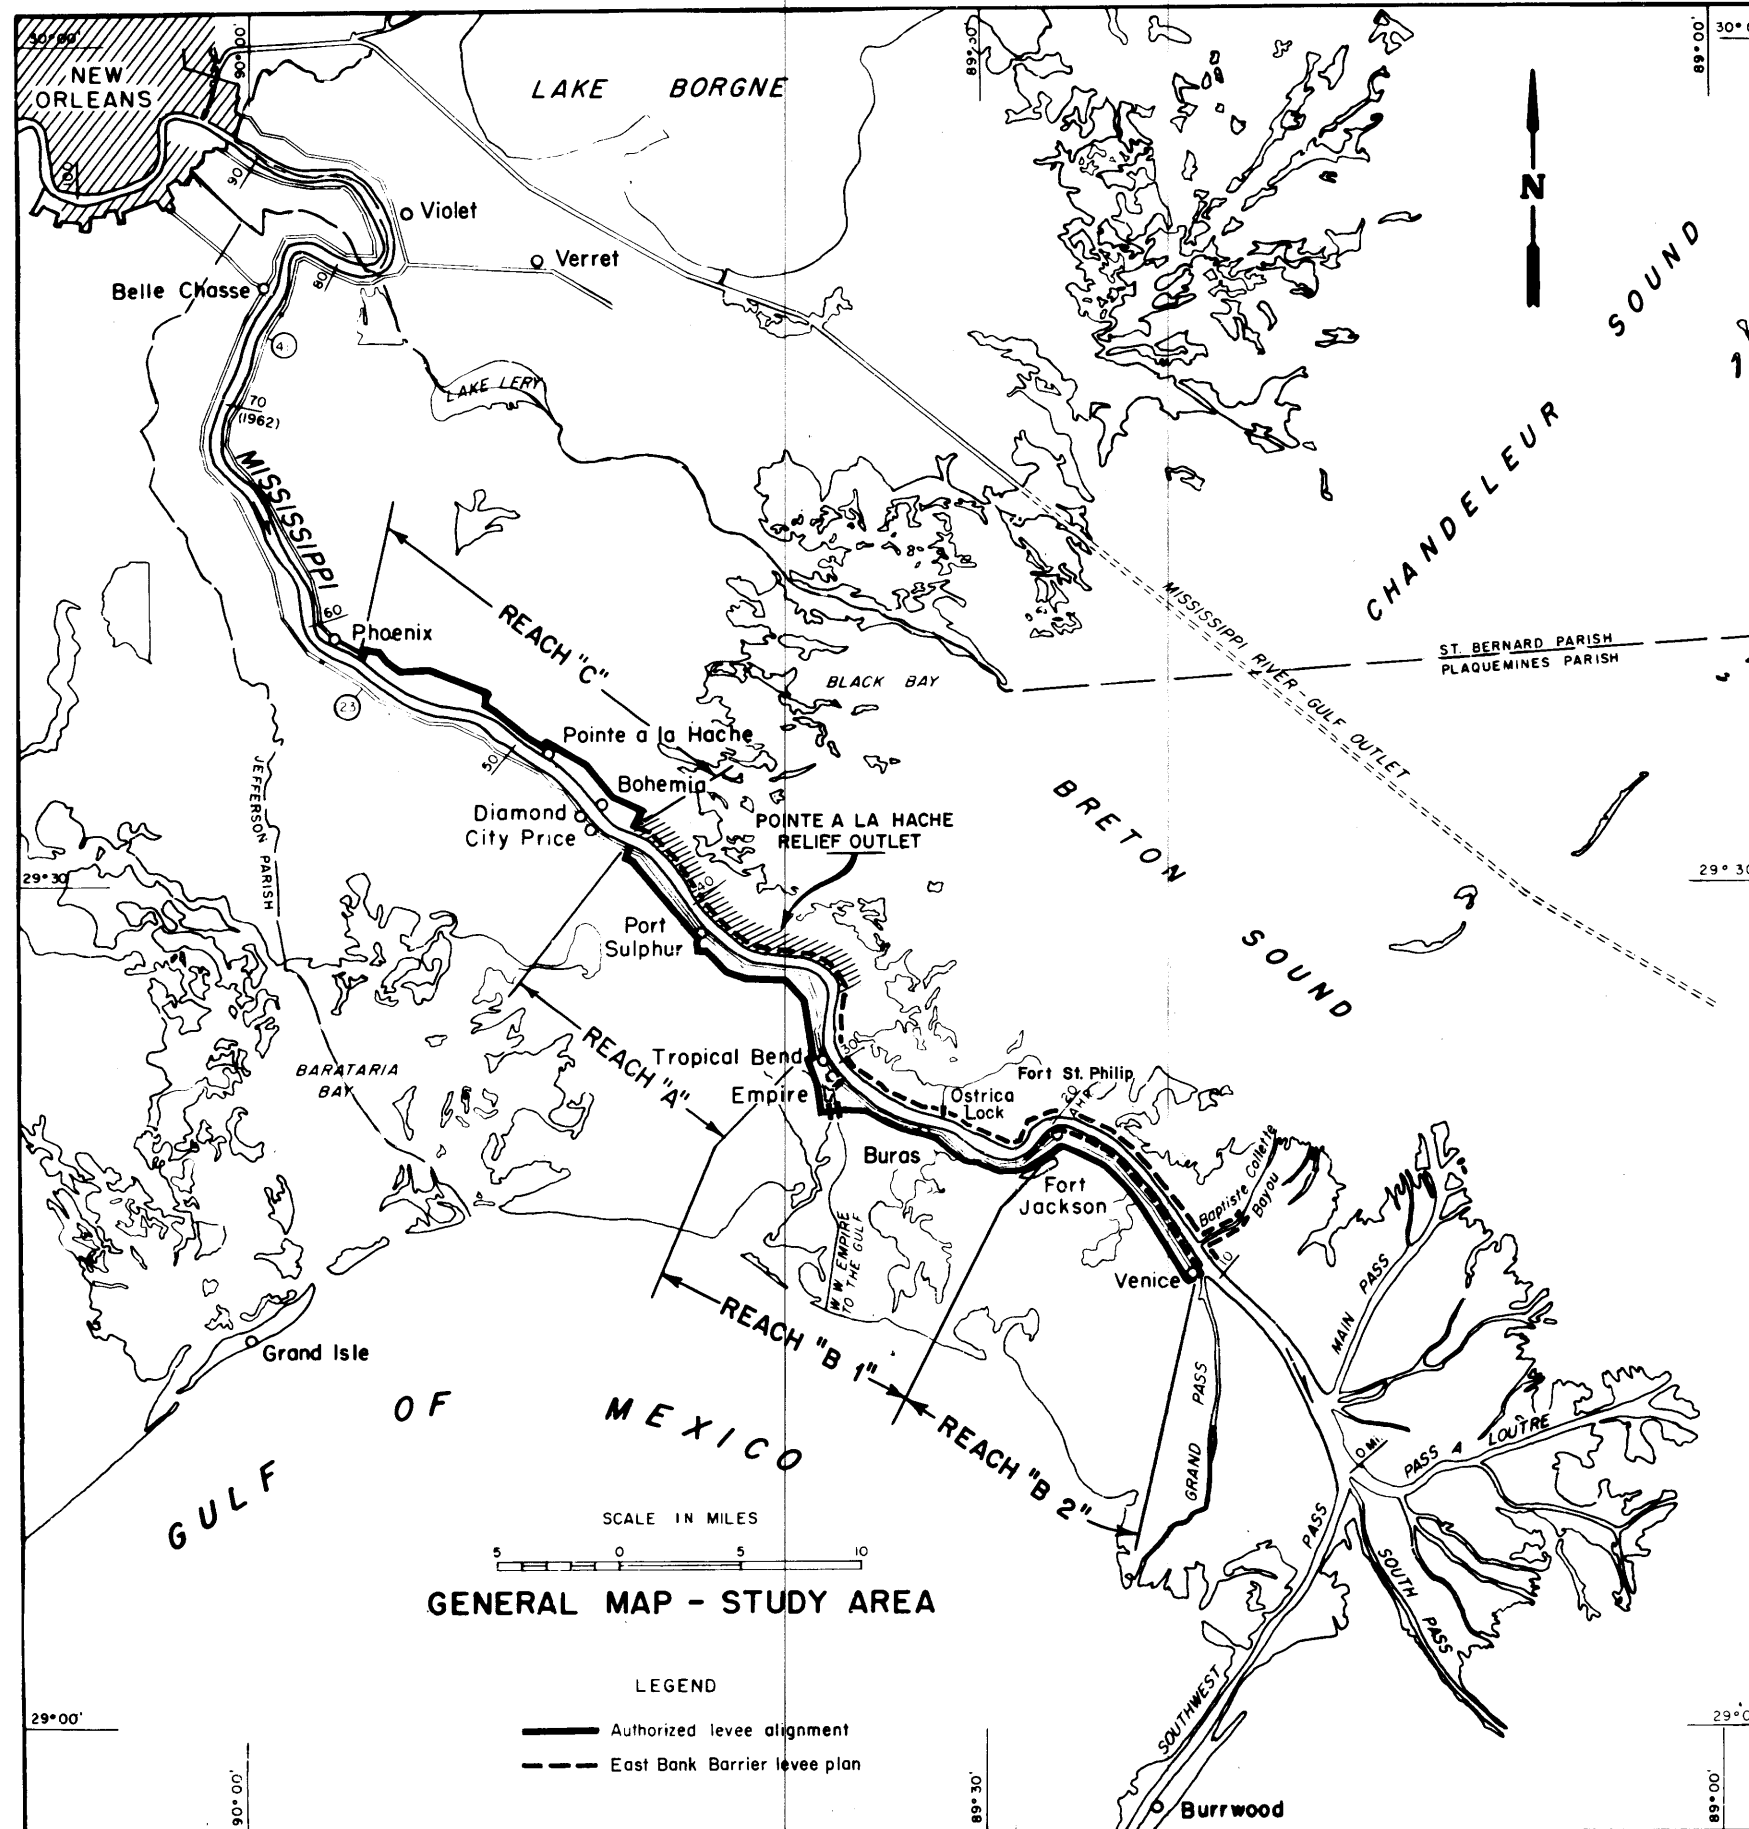 30°00'
90°00'
89°30'
89°00'
NEW
ORLEANS
LAKE BORGNE
N
100
90
Violet
Verret
80
Belle Chasse
SOUND
LAKE LERY
70
(1962)
MISSISSIPPI
CHANDELEUR
60
Phoenix
REACH "C"
MISSISSIPPI RIVER-GULF OUTLET
ST. BERNARD PARISH
PLAQUEMINES PARISH
BLACK BAY
23
Pointe a la Hache
50
JEFFERSON PARISH
Bohemia
Diamond
City Price
POINTE A LA HACHE
RELIEF OUTLET
BRETON
29°30'
40
Port
Sulphur
SOUND
REACH "A"
BARATARIA
BAY
Tropical Bend
30
Empire
Fort St. Philip
20 AHP
Ostrica
Lock
Buras
Fort
Jackson
Baptiste Collette
Bayou
W W EMPIRE
TO THE GULF
10
Venice
MAIN PASS
REACH "B 1"
Grand Isle
GRAND PASS
GULF OF MEXICO
REACH "B 2"
0 MI.
PASS A LOUTRE
SOUTH PASS
SOUTHWEST PASS
SCALE IN MILES
5 0 5 10
GENERAL MAP - STUDY AREA
LEGEND
Authorized levee alignment
East Bank Barrier levee plan
29°00'
90°00'
89°30'
89°00'
Burrwood